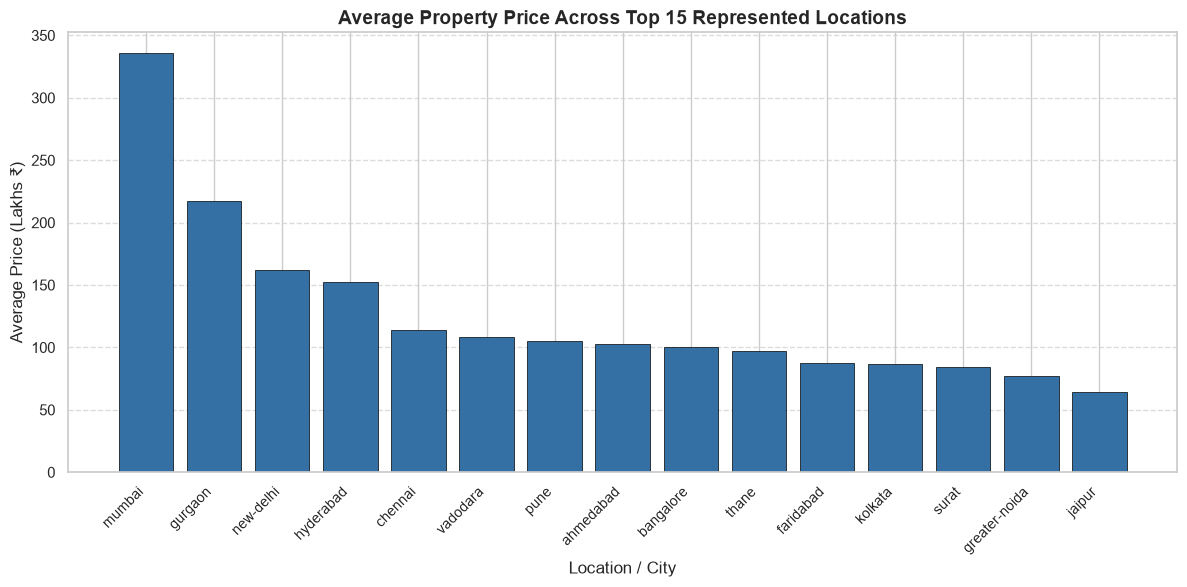 Average Property Price Across Top 15 Represented Locations
Average Price (Lakhs ₹)
350
300
250
200
150
100
50
0
mumbai
gurgaon
new-delhi
hyderabad
chennai
vadodara
pune
ahmedabad
bangalore
thane
faridabad
kolkata
surat
greater-noida
jaipur
Location / City